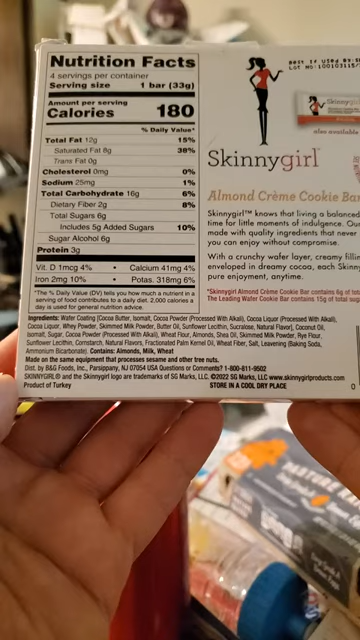 Nutrition Facts
4 servings per container
Serving size 1 bar (33g)
Amount per serving
Calories 180
% Daily Value*
Total Fat 12g 15%
Saturated Fat 8g 38%
Trans Fat 0g
Cholesterol 0mg 0%
Sodium 25mg 1%
Total Carbohydrate 16g 6%
Dietary Fiber 2g 8%
Total Sugars 6g
Includes 5g Added Sugars 10%
Sugar Alcohol 6g
Protein 3g
Vit. D 1mcg 4% • Calcium 41mg 4%
Iron 2mg 10% • Potas. 318mg 6%
*The % Daily Value (DV) tells you how much a nutrient in a
serving of food contributes to a daily diet. 2,000 calories a
day is used for general nutrition advice.
Skinnygirl
also available
Skinnygirl™
Almond Crème Cookie Bar
Skinnygirl™ knows that living a balanced
time for little moments of indulgence. Our
made with quality ingredients that never
you can enjoy without compromise.
With a crunchy wafer layer, creamy filling
enveloped in dreamy cocoa, each Skinny
pure enjoyment, anytime.
*Skinnygirl Almond Crème Cookie Bar contains 6g of total
The Leading Wafer Cookie Bar contains 15g of total sug
Ingredients: Wafer Coating (Cocoa Butter, Isomalt, Cocoa Powder (Processed With Alkali), Cocoa Liquor (Processed With Alkali),
Cocoa Liquor, Whey Powder, Skimmed Milk Powder, Butter Oil, Sunflower Lecithin, Sucralose, Natural Flavor), Coconut Oil,
Isomalt, Sugar, Cocoa Powder (Processed With Alkali), Wheat Flour, Almonds, Shea Oil, Skimmed Milk Powder, Rye Flour,
Sunflower Lecithin, Cornstarch, Natural Flavors, Fractionated Palm Kernel Oil, Wheat Fiber, Salt, Leavening (Baking Soda,
Ammonium Bicarbonate). Contains: Almonds, Milk, Wheat
Made on the same equipment that processes sesame and other tree nuts.
Dist. by B&G Foods, Inc., Parsippany, NJ 07054 USA Questions or Comments? 1-800-811-9502
SKINNYGIRL® and the Skinnygirl logo are trademarks of SG Marks, LLC. ©2022 SG Marks, LLC www.skinnygirlproducts.com
Product of Turkey STORE IN A COOL DRY PLACE 0